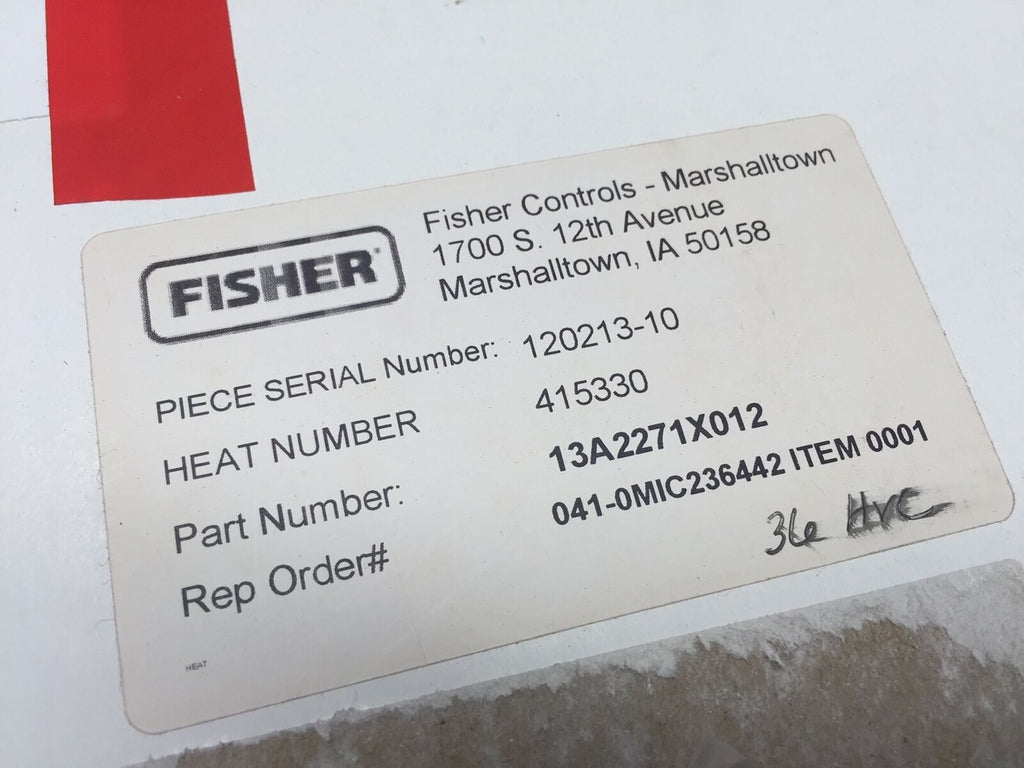 FISHER
Fisher Controls - Marshalltown
1700 S. 12th Avenue
Marshalltown, IA 50158
PIECE SERIAL Number: 120213-10
HEAT NUMBER 415330
Part Number: 13A2271X012
Rep Order# 041-0MIC236442 ITEM 0001
HEAT